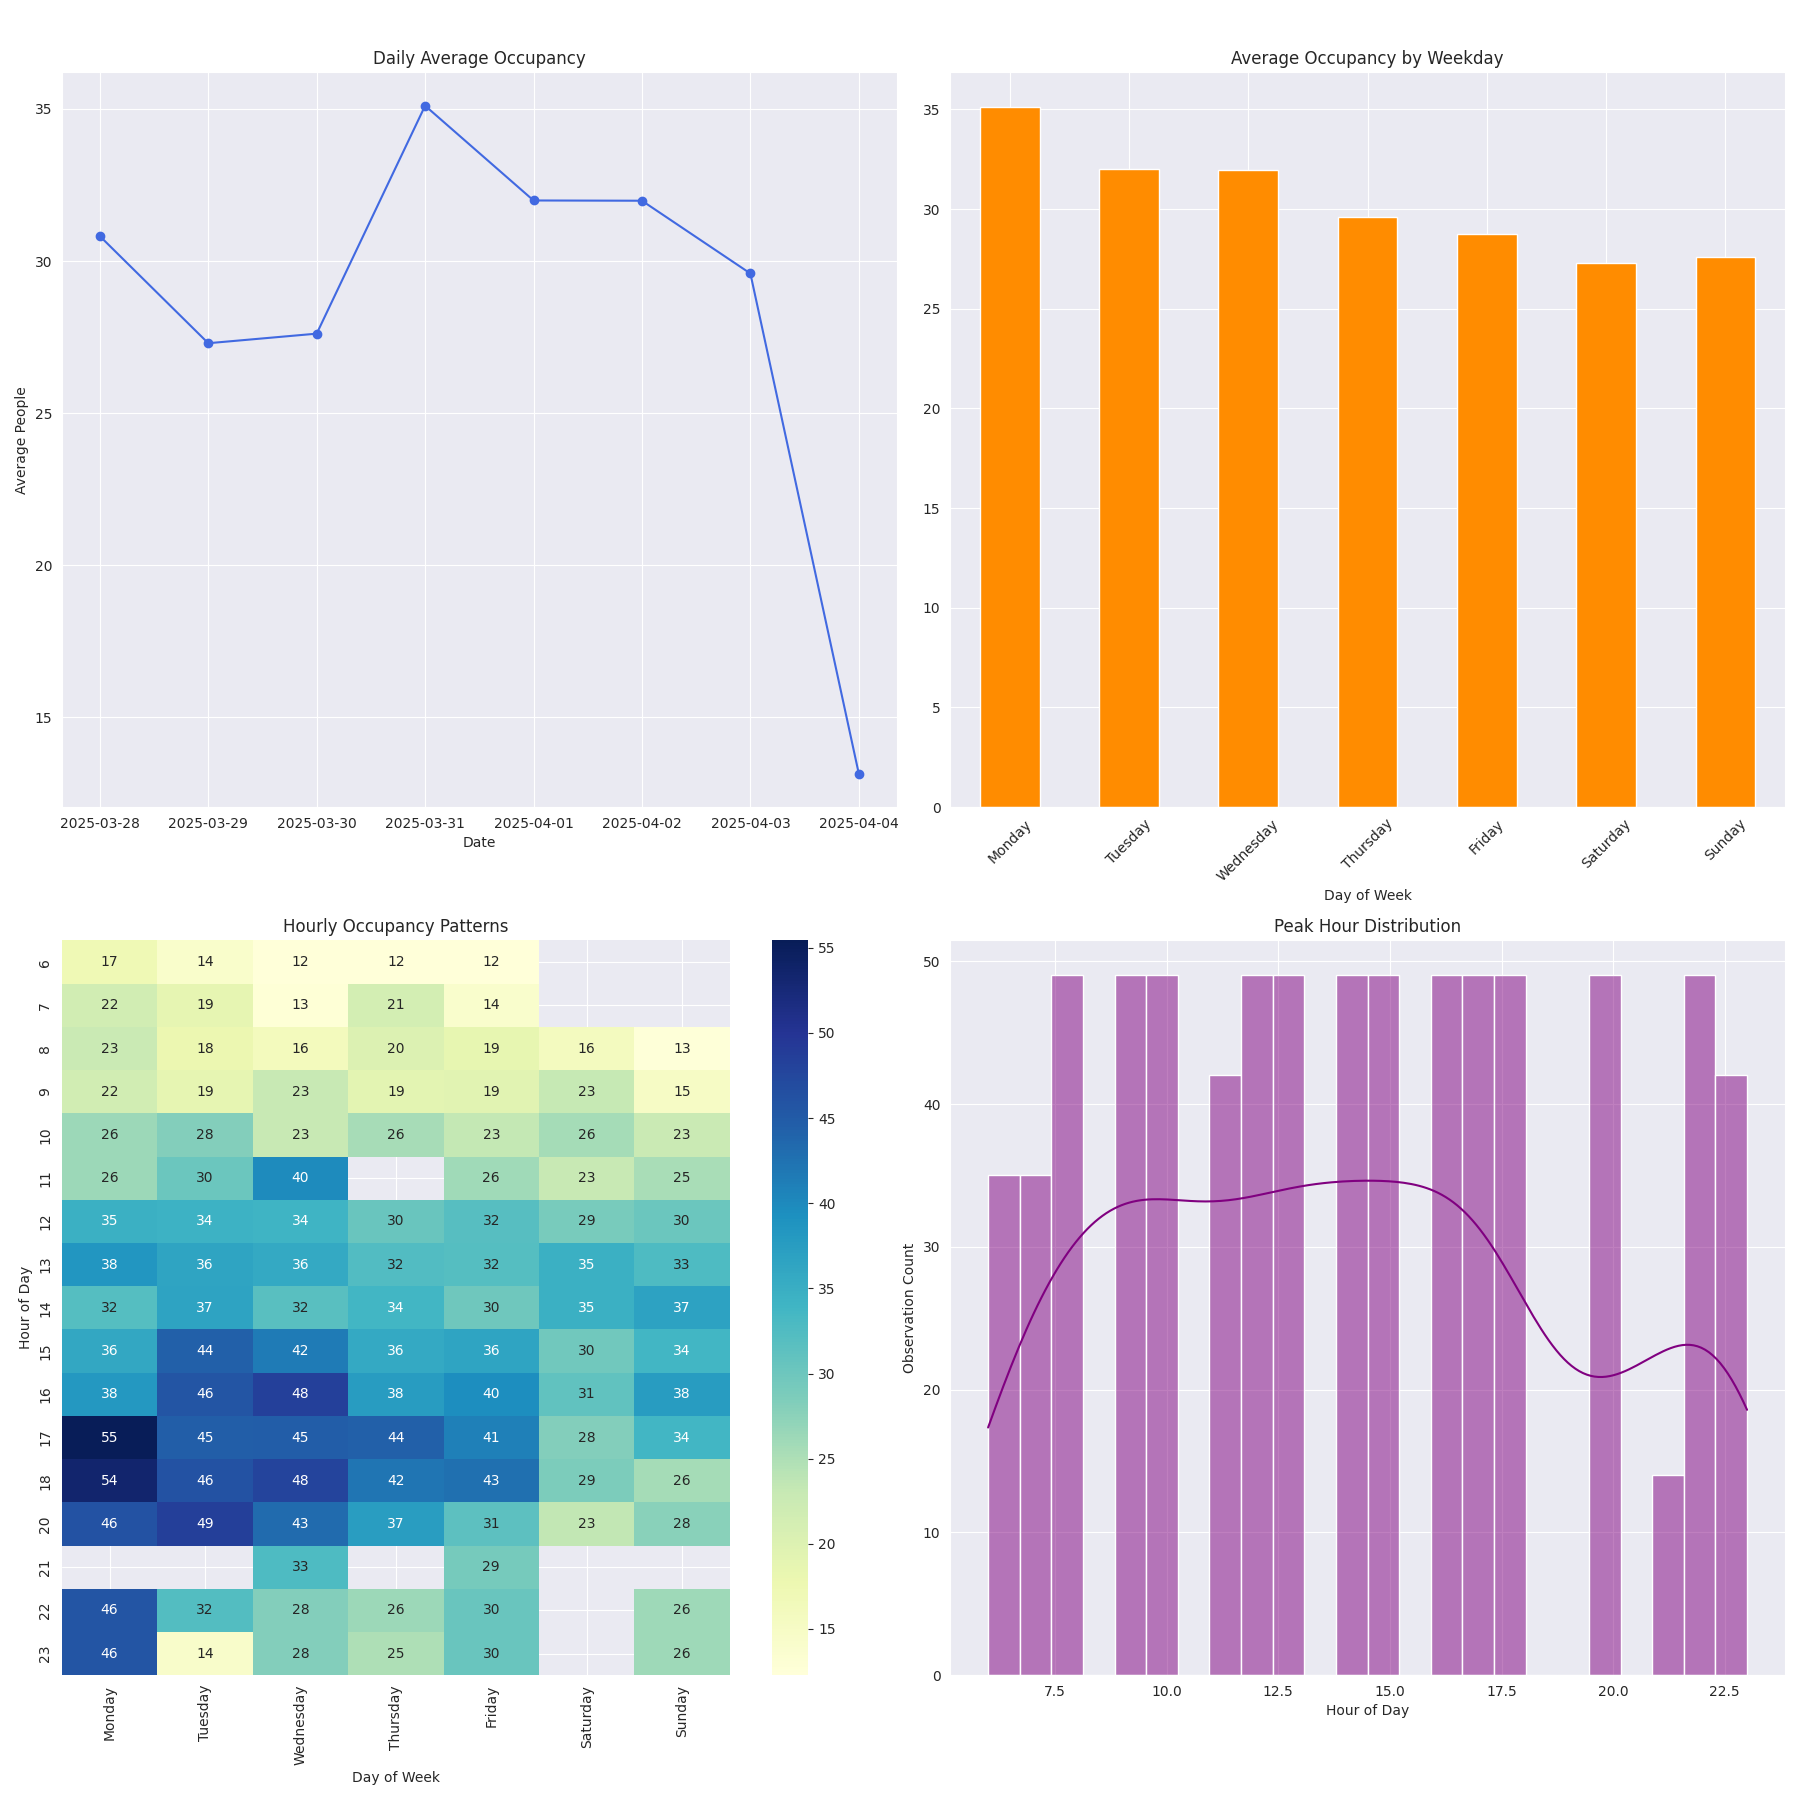 Daily Average Occupancy
35
30
25
20
15
Average People
2025-03-28 2025-03-29 2025-03-30 2025-03-31 2025-04-01 2025-04-02 2025-04-03 2025-04-04
Date
Average Occupancy by Weekday
35
30
25
20
15
10
5
0
Monday Tuesday Wednesday Thursday Friday Saturday Sunday
Day of Week
Hourly Occupancy Patterns
Hour of Day
6 17 14 12 12 12
7 22 19 13 21 14
8 23 18 16 20 19 16 13
9 22 19 23 19 19 23 15
10 26 28 23 26 23 26 23
11 26 30 40 26 23 25
12 35 34 34 30 32 29 30
13 38 36 36 32 32 35 33
14 32 37 32 34 30 35 37
15 36 44 42 36 36 30 34
16 38 46 48 38 40 31 38
17 55 45 45 44 41 28 34
18 54 46 48 42 43 29 26
20 46 49 43 37 31 23 28
21 33 29
22 46 32 28 26 30 26
23 46 14 28 25 30 26
Monday Tuesday Wednesday Thursday Friday Saturday Sunday
Day of Week
55
50
45
40
35
30
25
20
15
Peak Hour Distribution
50
40
30
20
10
0
Observation Count
7.5 10.0 12.5 15.0 17.5 20.0 22.5
Hour of Day